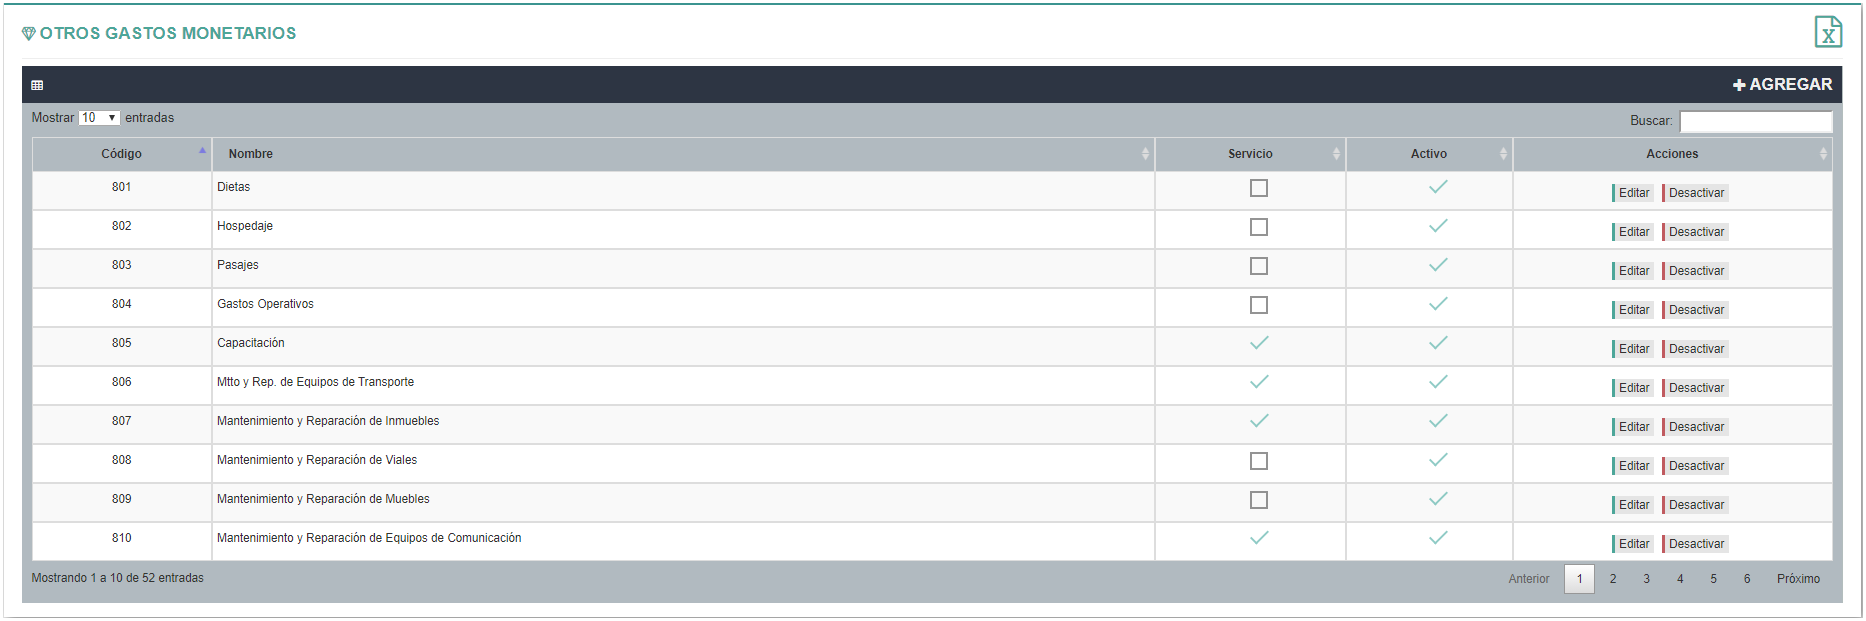 OTROS GASTOS MONETARIOS
AGREGAR
Mostrar 10 entradas
Buscar:
Código Nombre Servicio Activo Acciones
801 Dietas Editar Desactivar
802 Hospedaje Editar Desactivar
803 Pasajes Editar Desactivar
804 Gastos Operativos Editar Desactivar
805 Capacitación Editar Desactivar
806 Mtto y Rep. de Equipos de Transporte Editar Desactivar
807 Mantenimiento y Reparación de Inmuebles Editar Desactivar
808 Mantenimiento y Reparación de Viales Editar Desactivar
809 Mantenimiento y Reparación de Muebles Editar Desactivar
810 Mantenimiento y Reparación de Equipos de Comunicación Editar Desactivar
Mostrando 1 a 10 de 52 entradas Anterior 1 2 3 4 5 6 Próximo